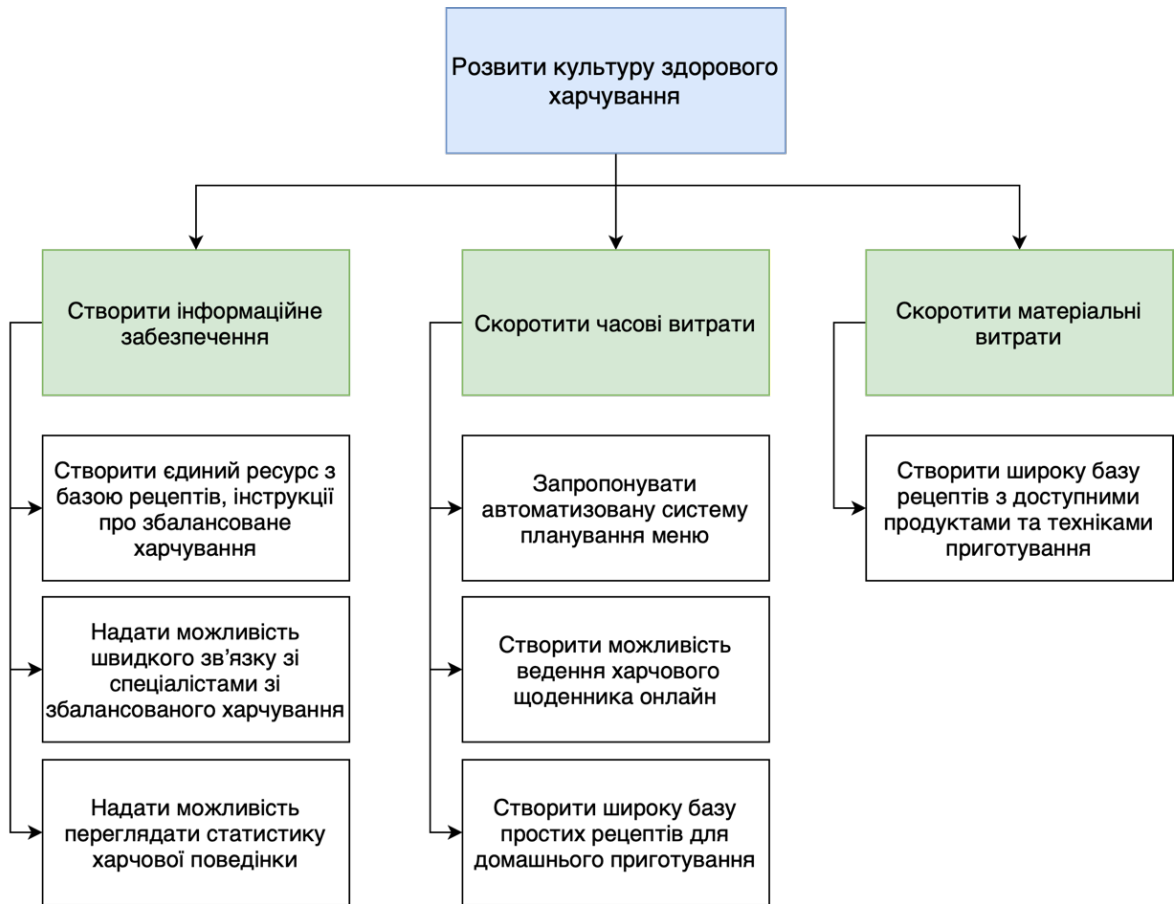 Розвити культуру здорового
харчування
Створити інформаційне
забезпечення
Скоротити часові витрати
Скоротити матеріальні
витрати
Створити єдиний ресурс з
базою рецептів, інструкції
про збалансоване
харчування
Запропонувати
автоматизовану систему
планування меню
Створити широку базу
рецептів з доступними
продуктами та техніками
приготування
Надати можливість
швидкого зв’язку зі
спеціалістами зі
збалансованого харчування
Створити можливість
ведення харчового
щоденника онлайн
Надати можливість
переглядати статистику
харчової поведінки
Створити широку базу
простих рецептів для
домашнього приготування